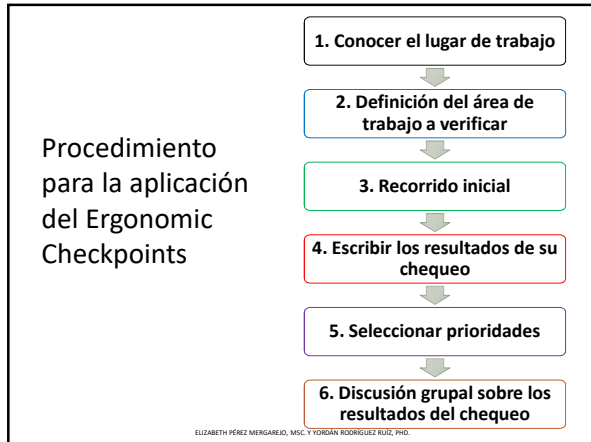 Procedimiento
para la aplicación
del Ergonomic
Checkpoints
1. Conocer el lugar de trabajo
2. Definición del área de
trabajo a verificar
3. Recorrido inicial
4. Escribir los resultados de su
chequeo
5. Seleccionar prioridades
6. Discusión grupal sobre los
resultados del chequeo
ELIZABETH PÉREZ MERGAREJO, MSC. Y YORDÁN RODRÍGUEZ RUÍZ, PHD.